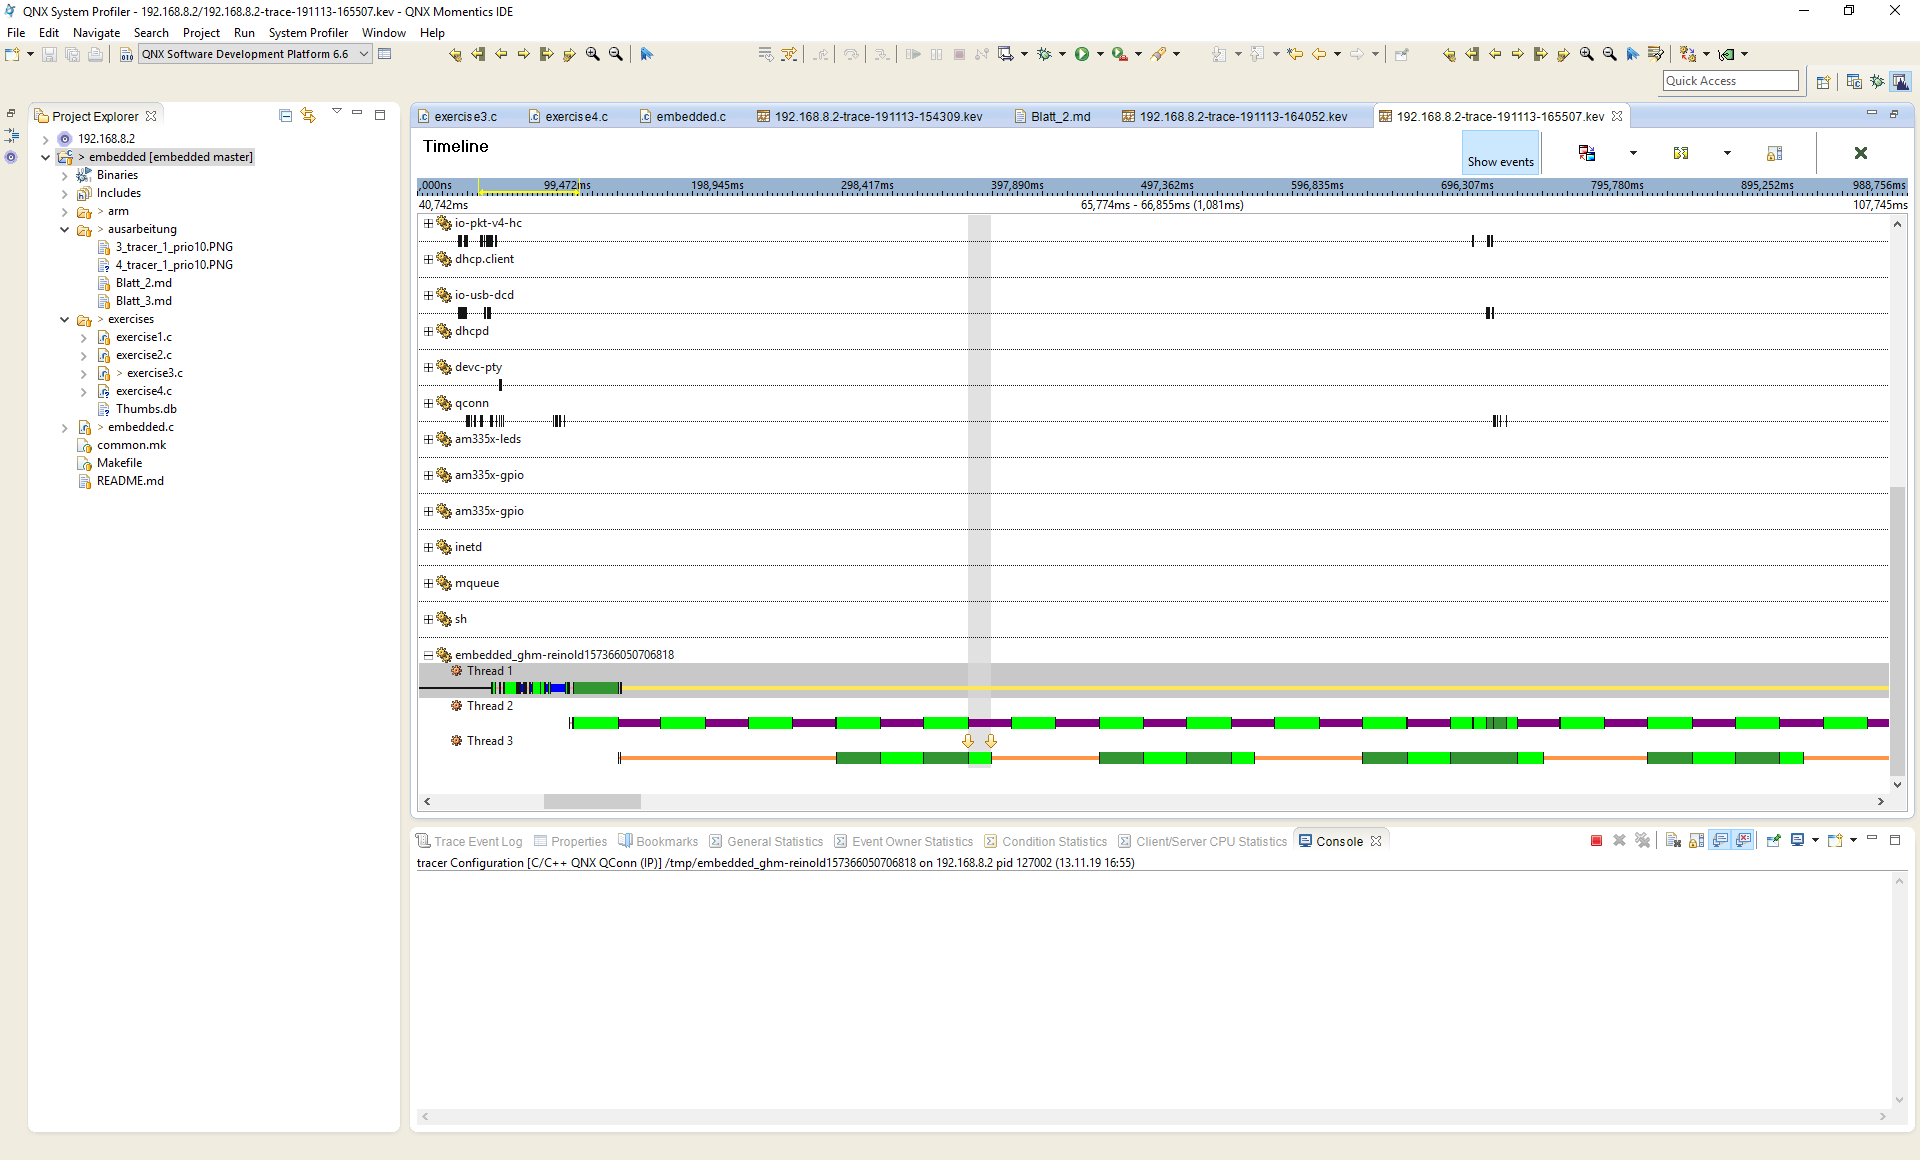 QNX System Profiler - 192.168.8.2/192.168.8.2-trace-191113-165507.kev - QNX Momentics IDE
File Edit Navigate Search Project Run System Profiler Window Help
QNX Software Development Platform 6.6
Quick Access
Project Explorer
192.168.8.2
> embedded [embedded master]
Binaries
Includes
> arm
> ausarbeitung
3_tracer_1_prio10.PNG
4_tracer_1_prio10.PNG
Blatt_2.md
Blatt_3.md
> exercises
exercise1.c
exercise2.c
> exercise3.c
exercise4.c
Thumbs.db
> embedded.c
common.mk
Makefile
README.md
exercise3.c exercise4.c embedded.c 192.168.8.2-trace-191113-154309.kev Blatt_2.md 192.168.8.2-trace-191113-164052.kev 192.168.8.2-trace-191113-165507.kev
Timeline
Show events
,000ns 99,472ms 198,945ms 298,417ms 397,890ms 497,362ms 596,835ms 696,307ms 795,780ms 895,252ms 988,756ms
40,742ms 65,774ms - 66,855ms (1,081ms) 107,745ms
io-pkt-v4-hc
dhcp.client
io-usb-dcd
dhcpd
devc-pty
qconn
am335x-leds
am335x-gpio
am335x-gpio
inetd
mqueue
sh
embedded_ghm-reinold157366050706818
Thread 1
Thread 2
Thread 3
Trace Event Log Properties Bookmarks General Statistics Event Owner Statistics Condition Statistics Client/Server CPU Statistics Console
tracer Configuration [C/C++ QNX QConn (IP)] /tmp/embedded_ghm-reinold157366050706818 on 192.168.8.2 pid 127002 (13.11.19 16:55)